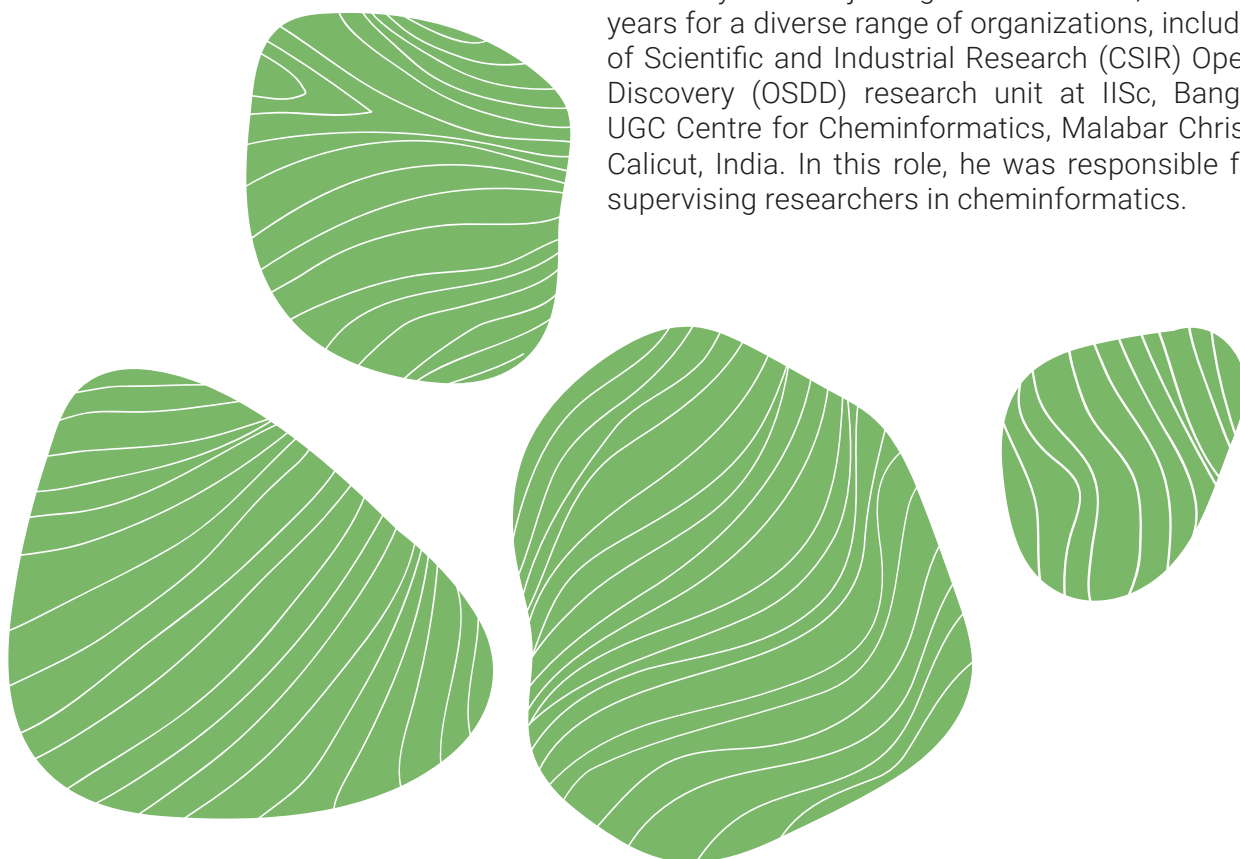 years for a diverse range of organizations, includ
of Scientific and Industrial Research (CSIR) Ope
Discovery (OSDD) research unit at IISc, Bang
UGC Centre for Cheminformatics, Malabar Chris
Calicut, India. In this role, he was responsible f
supervising researchers in cheminformatics.